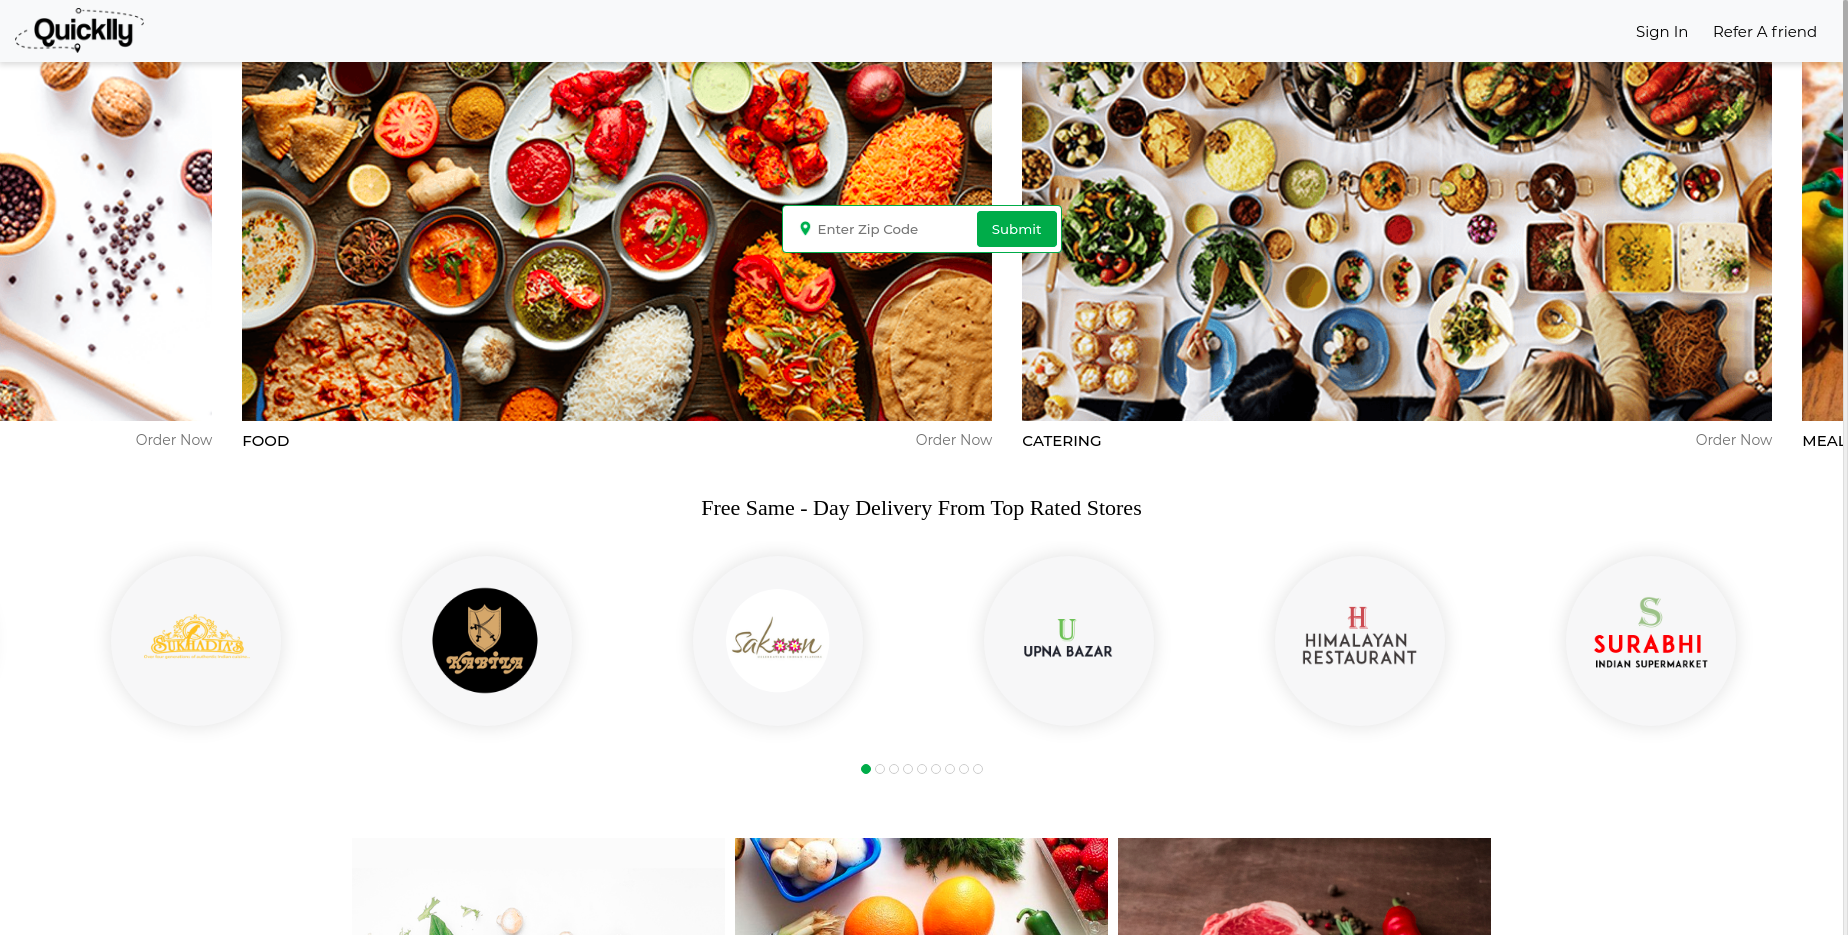 Quicklly
Sign In
Refer A friend
Enter Zip Code
Submit
Order Now
FOOD
Order Now
CATERING
Order Now
MEAL
Free Same - Day Delivery From Top Rated Stores
SUKHADIA'S
KABILA
Sakoon
U
UPNA BAZAR
H
HIMALAYAN
RESTAURANT
S
SURABHI
INDIAN SUPERMARKET